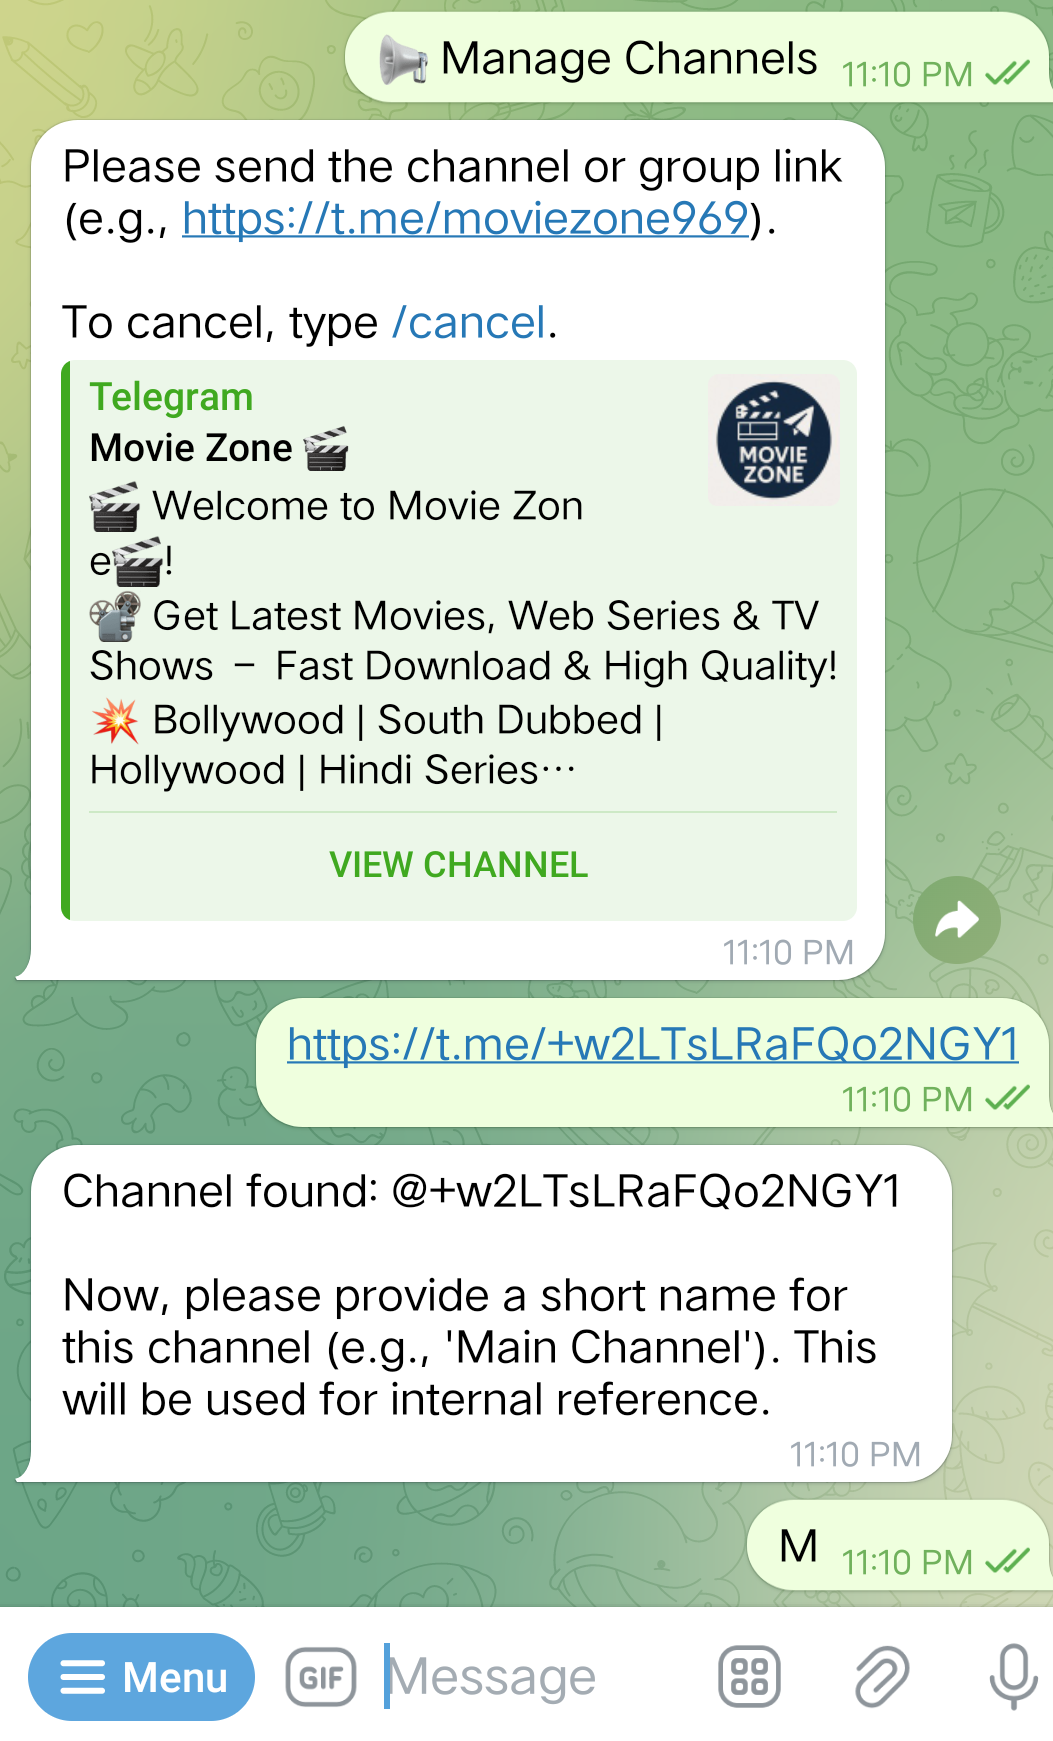 📢 Manage Channels 11:10 PM
Please send the channel or group link
(e.g., https://t.me/moviezone969).
To cancel, type /cancel.
Telegram
Movie Zone 🎬
MOVIE
ZONE
🎬 Welcome to Movie Zon
e🎬!
📽️ Get Latest Movies, Web Series & TV
Shows – Fast Download & High Quality!
💥 Bollywood | South Dubbed |
Hollywood | Hindi Series...
VIEW CHANNEL
11:10 PM
https://t.me/+w2LTsLRaFQo2NGY1
11:10 PM
Channel found: @+w2LTsLRaFQo2NGY1
Now, please provide a short name for
this channel (e.g., 'Main Channel'). This
will be used for internal reference.
11:10 PM
M 11:10 PM
Menu GIF Message